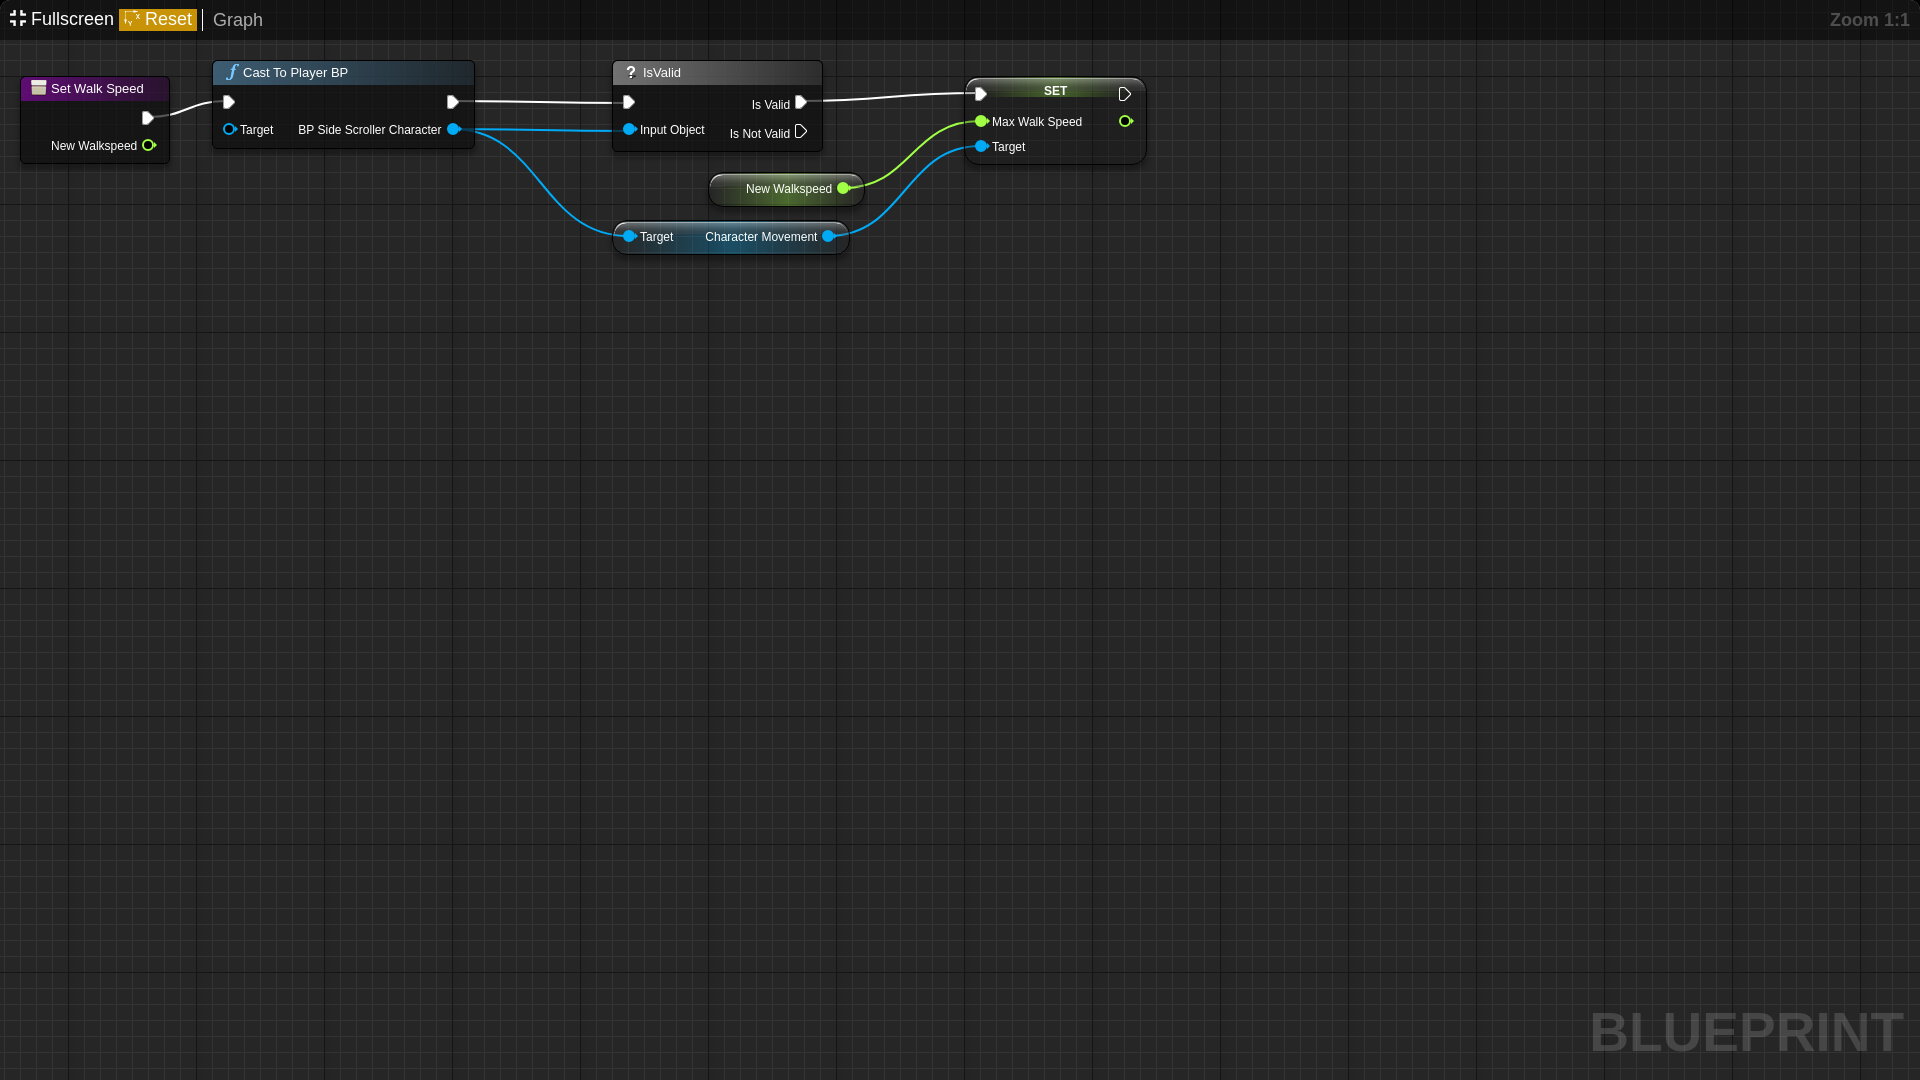 Fullscreen Reset Graph Zoom 1:1
Set Walk Speed
New Walkspeed
Cast To Player BP
Target BP Side Scroller Character
? IsValid
Is Valid
Input Object
Is Not Valid
SET
Max Walk Speed
Target
New Walkspeed
Target Character Movement
BLUEPRINT